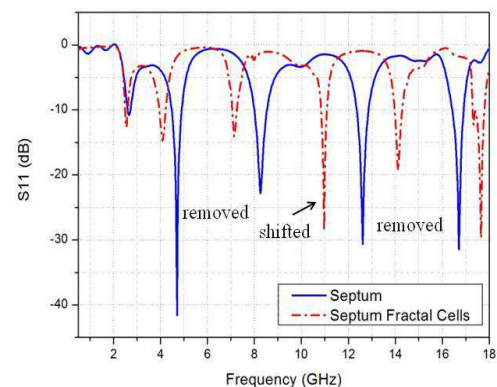 0
-10
-20
-30
-40
S11 (dB)
removed
shifted
removed
Septum
Septum Fractal Cells
2 4 6 8 10 12 14 16 18
Frequency (GHz)